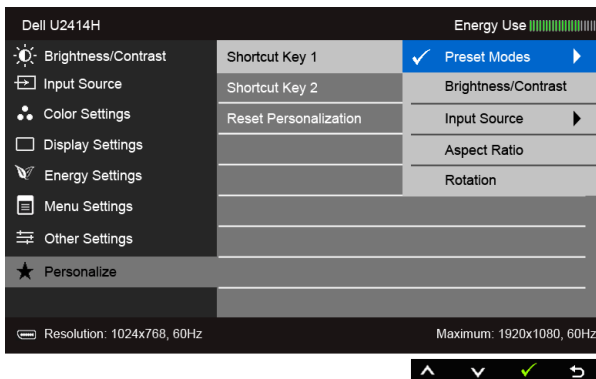 Dell U2414H Energy Use
Brightness/Contrast Shortcut Key 1 Preset Modes
Input Source Shortcut Key 2 Brightness/Contrast
Color Settings Reset Personalization Input Source
Display Settings Aspect Ratio
Energy Settings Rotation
Menu Settings
Other Settings
Personalize
Resolution: 1024x768, 60Hz Maximum: 1920x1080, 60Hz